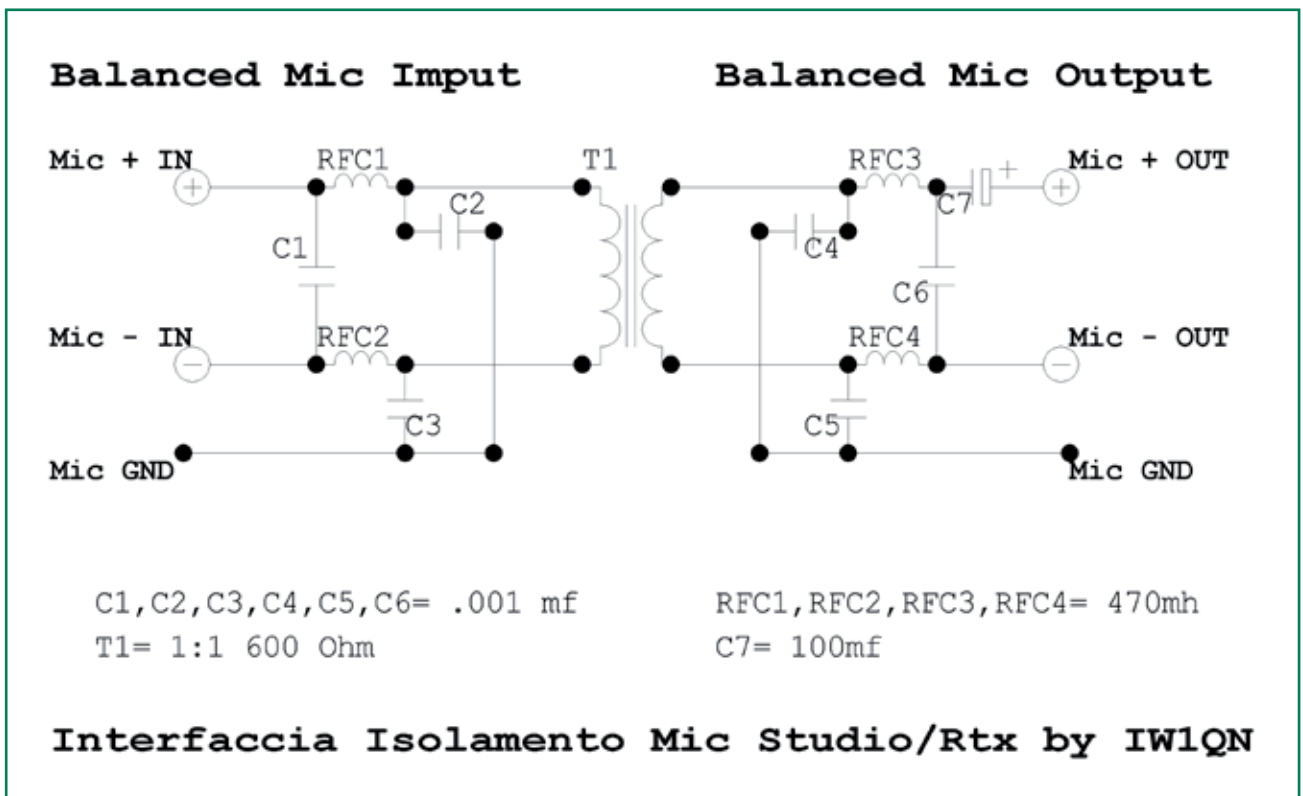 Balanced Mic Imput
Balanced Mic Output
Mic + IN
RFC1
T1
RFC3
+
Mic + OUT
+
C2
C7
+
C1
C4
C6
Mic - IN
RFC2
RFC4
Mic - OUT
−
−
C3
C5
Mic GND
Mic GND
C1,C2,C3,C4,C5,C6= .001 mf
RFC1,RFC2,RFC3,RFC4= 470mh
T1= 1:1 600 Ohm
C7= 100mf
Interfaccia Isolamento Mic Studio/Rtx by IW1QN